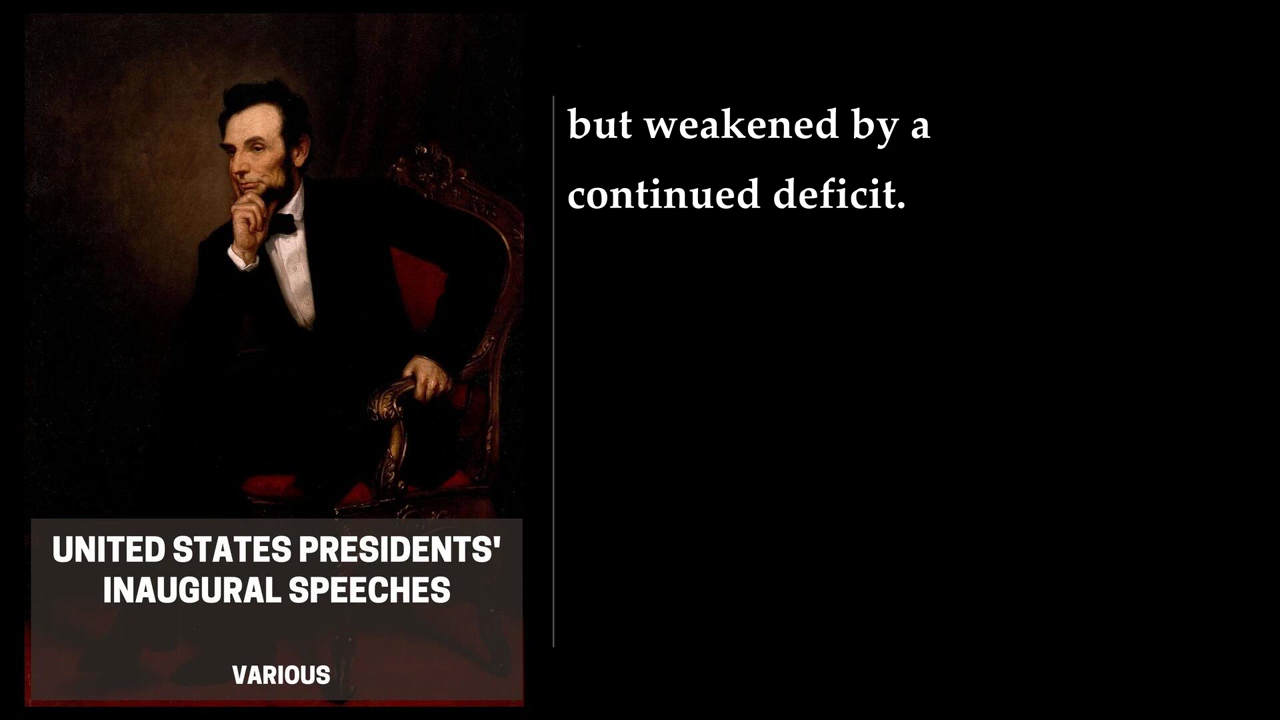 but weakened by a
continued deficit.
UNITED STATES PRESIDENTS'
INAUGURAL SPEECHES
VARIOUS